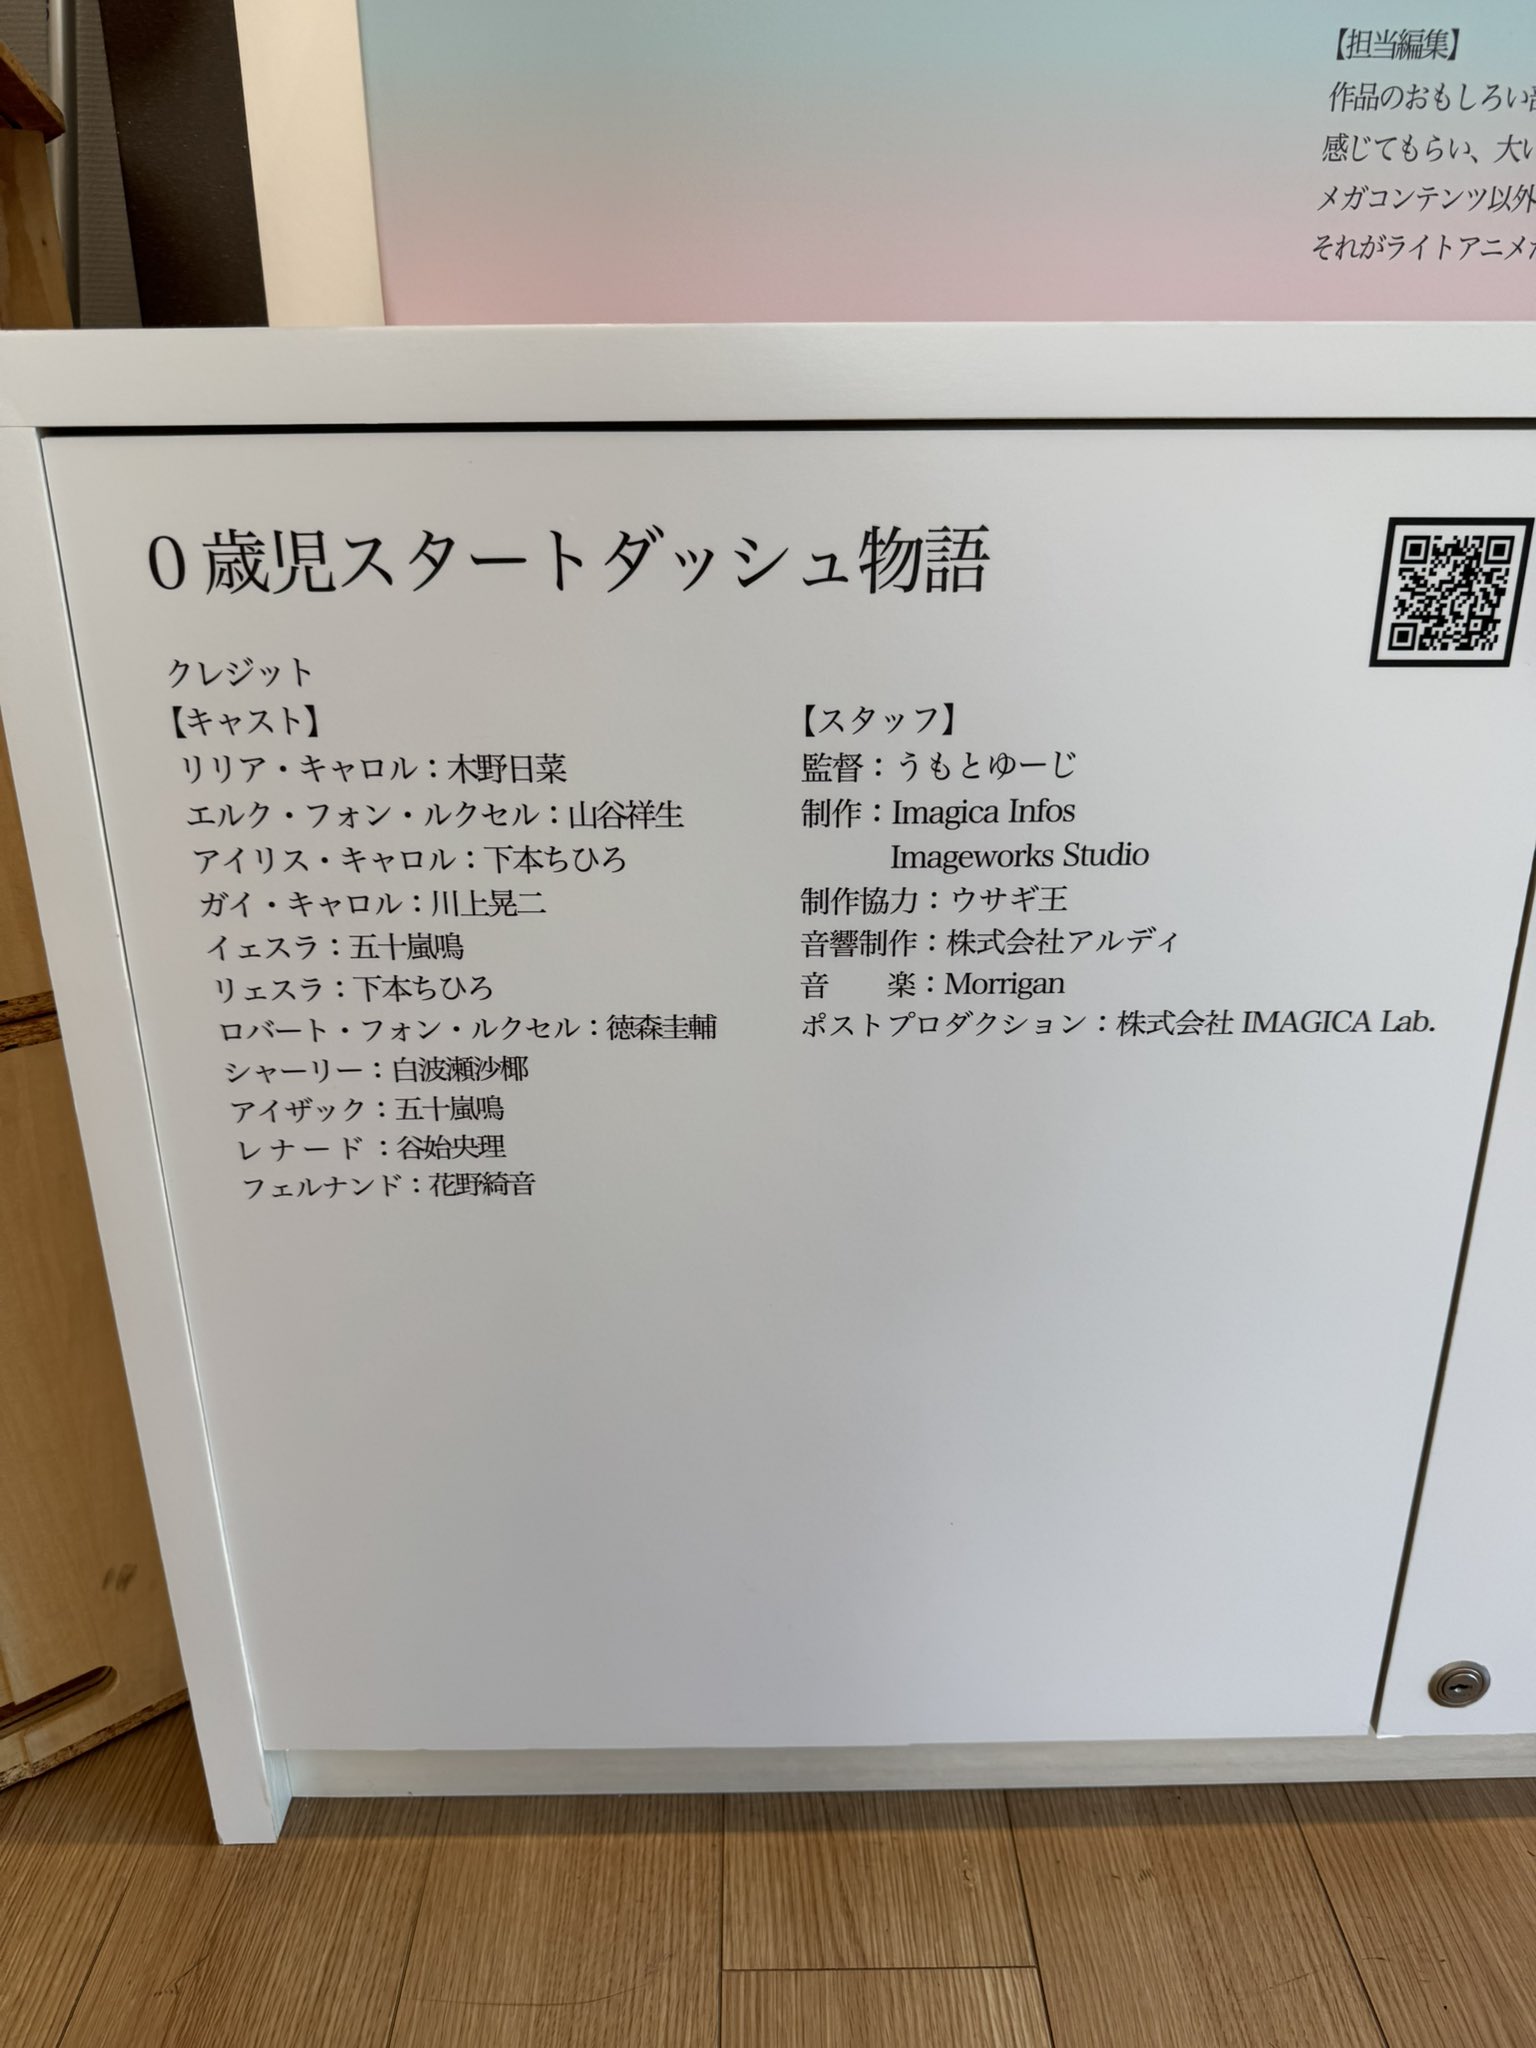 【担当編集】
作品のおもしろい
感じてもらい、大い
メガコンテンツ以外
それがライトアニメ
0歳児スタートダッシュ物語
クレジット
【キャスト】
リリア・キャロル：木野日菜
エルク・フォン・ルクセル：山谷祥生
アイリス・キャロル：下本ちひろ
ガイ・キャロル：川上晃二
イェスラ：五十嵐鳴
リェスラ：下本ちひろ
ロバート・フォン・ルクセル：徳森圭輔
シャーリー：白波瀬沙椰
アイザック：五十嵐鳴
レナード：谷始央理
フェルナンド：花野綺音
【スタッフ】
監督：うもとゆーじ
制作：Imagica Infos
Imageworks Studio
制作協力：ウサギ王
音響制作：株式会社アルディ
音　　楽：Morrigan
ポストプロダクション：株式会社 IMAGICA Lab.